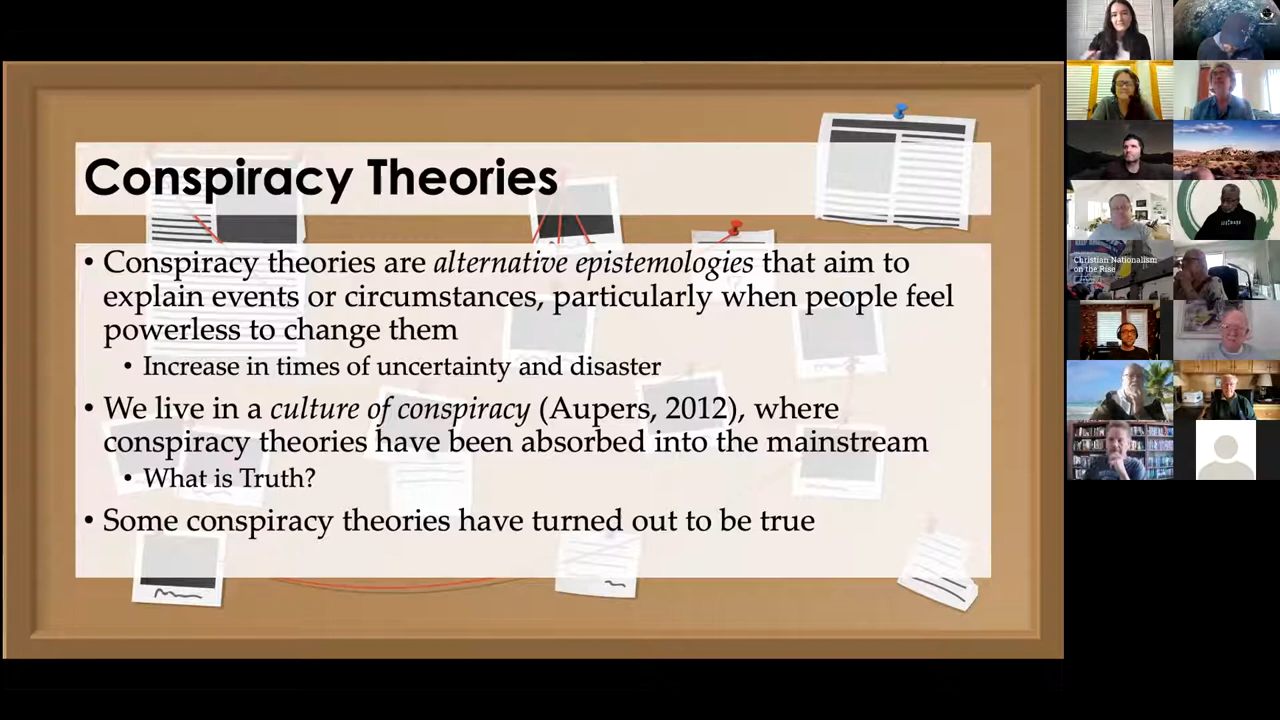 Conspiracy Theories
• Conspiracy theories are alternative epistemologies that aim to
explain events or circumstances, particularly when people feel
powerless to change them
• Increase in times of uncertainty and disaster
• We live in a culture of conspiracy (Aupers, 2012), where
conspiracy theories have been absorbed into the mainstream
• What is Truth?
• Some conspiracy theories have turned out to be true
Christian Nationalism
on the Rise